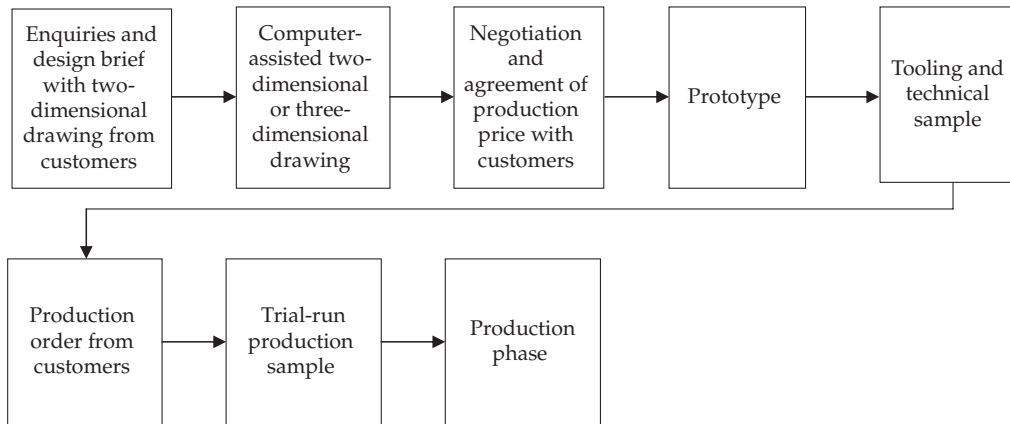 Enquiries and
design brief
with two-
dimensional
drawing from
customers
Computer-
assisted two-
dimensional
or three-
dimensional
drawing
Negotiation
and
agreement of
production
price with
customers
Prototype
Tooling and
technical
sample
Production
order from
customers
Trial-run
production
sample
Production
phase